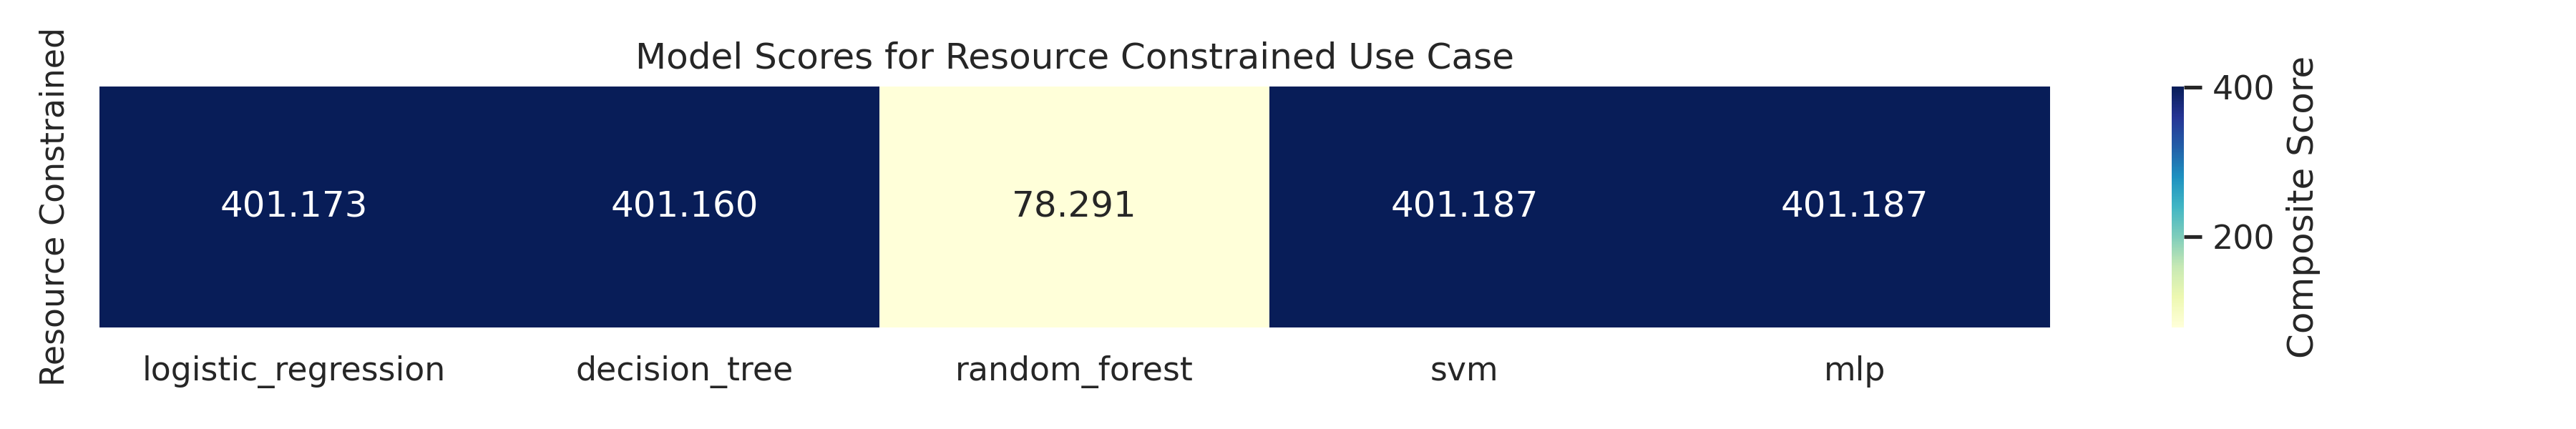 Model Scores for Resource Constrained Use Case
Resource Constrained
401.173 401.160 78.291 401.187 401.187
logistic_regression decision_tree random_forest svm mlp
400
200
Composite Score